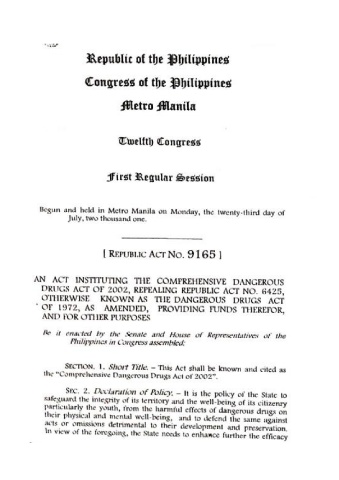 Republic of the Philippines
Congress of the Philippines
Metro Manila
Twelfth Congress
First Regular Session
Begun and held in Metro Manila on Monday, the twenty-third day of
July, two thousand one.
[ REPUBLIC ACT NO. 9165 ]
AN ACT INSTITUTING THE COMPREHENSIVE DANGEROUS
DRUGS ACT OF 2002, REPEALING REPUBLIC ACT NO. 6425,
OTHERWISE KNOWN AS THE DANGEROUS DRUGS ACT
OF 1972, AS AMENDED, PROVIDING FUNDS THEREFOR,
AND FOR OTHER PURPOSES
Be it enacted by the Senate and House of Representatives of the
Philippines in Congress assembled:
SECTION. 1. Short Title. – This Act shall be known and cited as
the “Comprehensive Dangerous Drugs Act of 2002”.
SEC. 2. Declaration of Policy. – It is the policy of the State to
safeguard the integrity of its territory and the well-being of its citizenry
particularly the youth, from the harmful effects of dangerous drugs on
their physical and mental well-being, and to defend the same against
acts or omissions detrimental to their development and preservation.
In view of the foregoing, the State needs to enhance further the efficacy